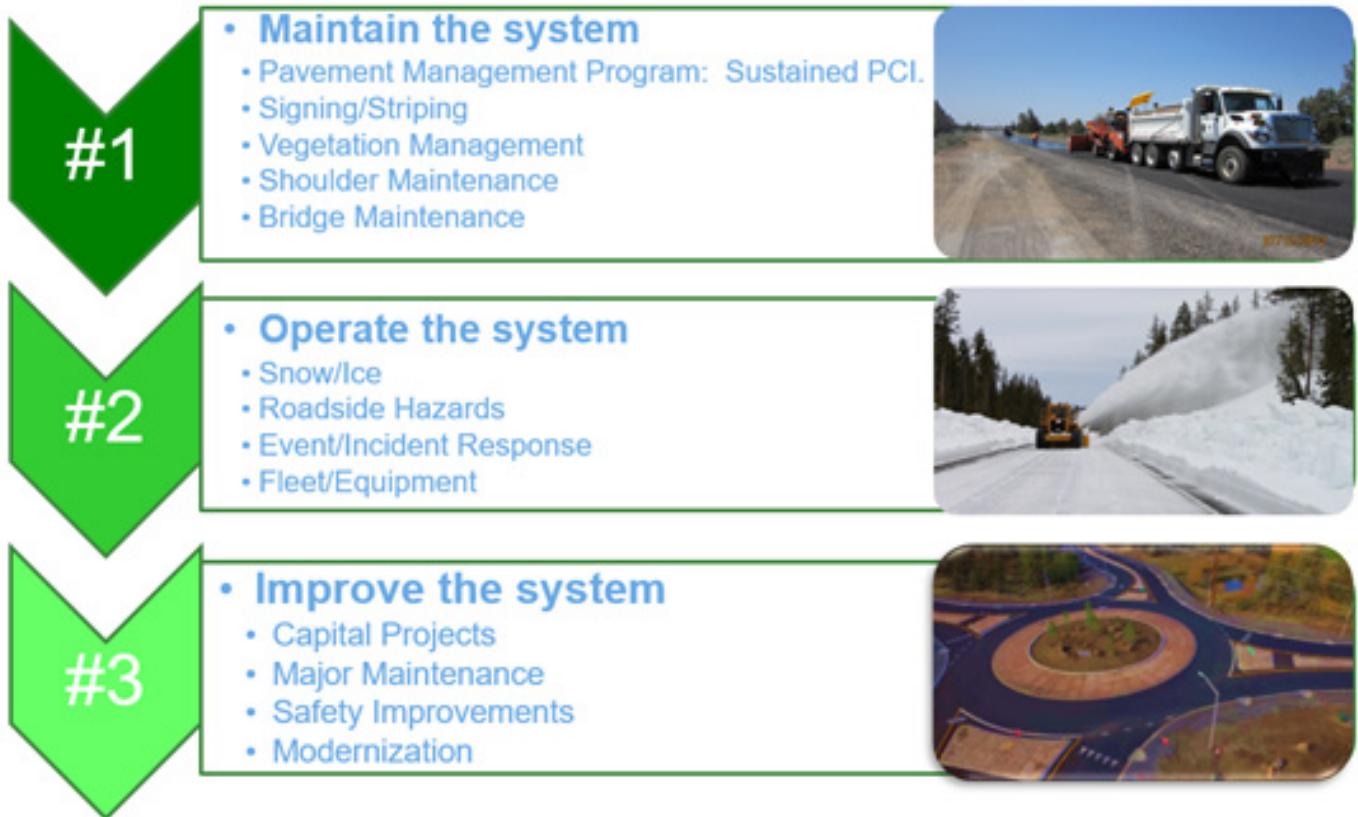 #1
• Maintain the system
• Pavement Management Program: Sustained PCI.
• Signing/Striping
• Vegetation Management
• Shoulder Maintenance
• Bridge Maintenance
#2
• Operate the system
• Snow/Ice
• Roadside Hazards
• Event/Incident Response
• Fleet/Equipment
#3
• Improve the system
• Capital Projects
• Major Maintenance
• Safety Improvements
• Modernization